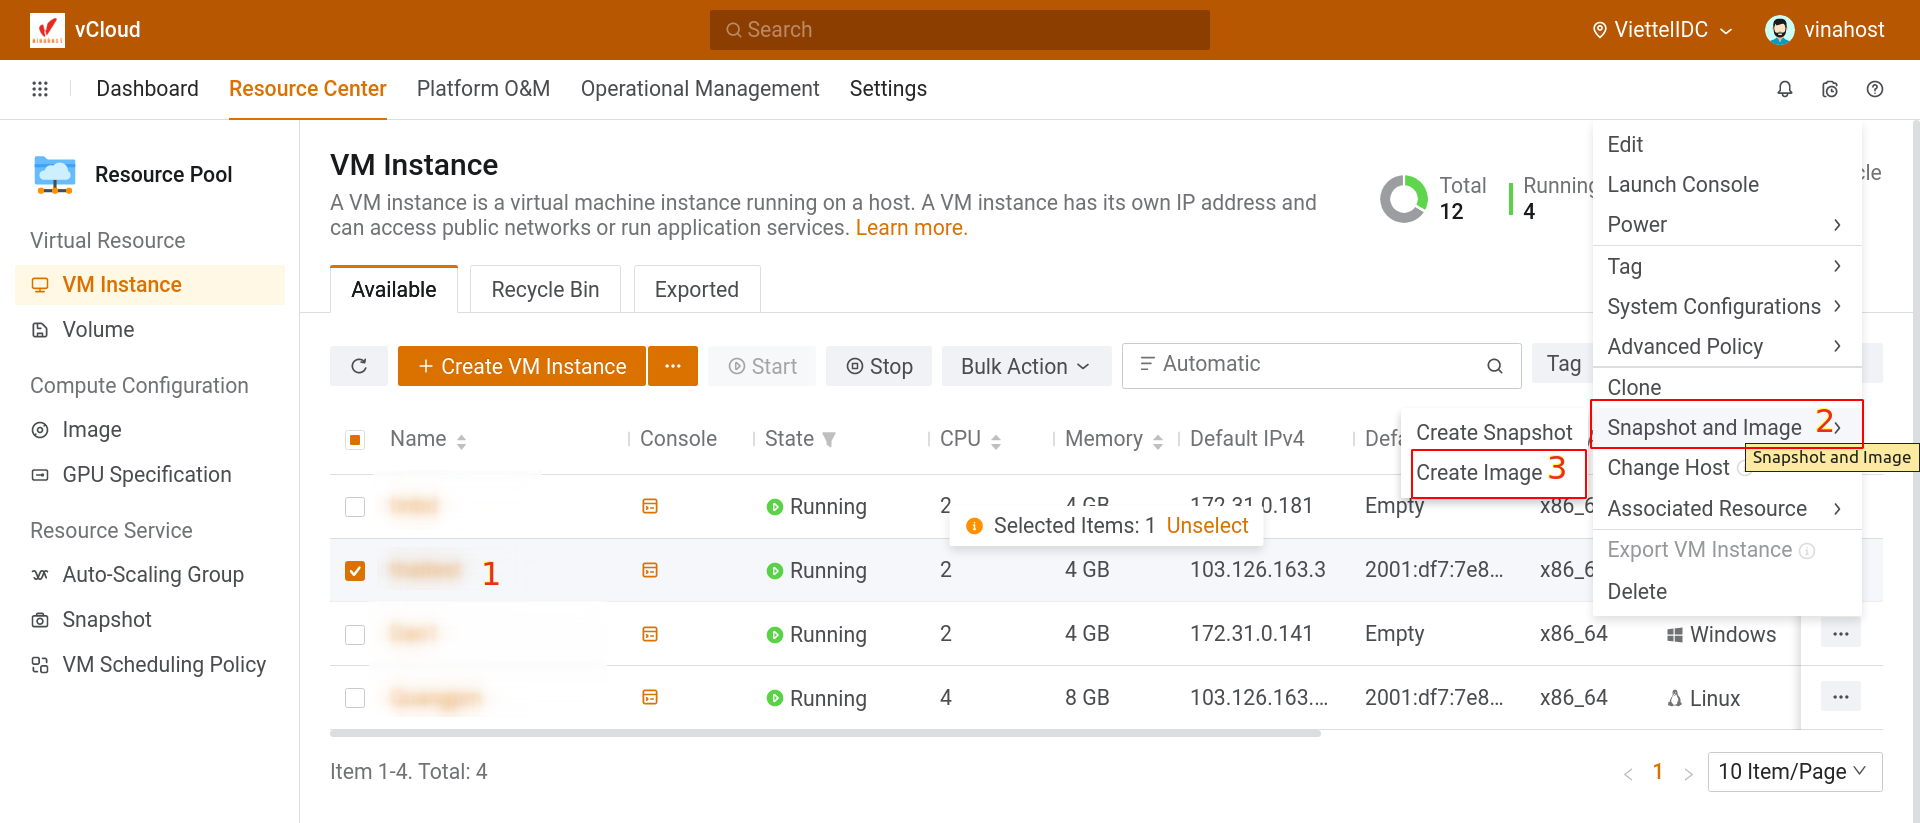 vCloud
Search
ViettelIDC
vinahost
Dashboard
Resource Center
Platform O&M
Operational Management
Settings
Resource Pool
Virtual Resource
VM Instance
Volume
Compute Configuration
Image
GPU Specification
Resource Service
Auto-Scaling Group
Snapshot
VM Scheduling Policy
VM Instance
A VM instance is a virtual machine instance running on a host. A VM instance has its own IP address and
can access public networks or run application services. Learn more.
Total
12
Running
4
cle
Available
Recycle Bin
Exported
+ Create VM Instance
...
Start
Stop
Bulk Action
Automatic
Tag
Name
Console
State
CPU
Memory
Default IPv4
Running 2 4 GB 172.31.0.181 Empty x86_6
Selected Items: 1 Unselect
1 Running 2 4 GB 103.126.163.3 2001:df7:7e8... x86_6
Running 2 4 GB 172.31.0.141 Empty x86_64 Windows ...
Running 4 8 GB 103.126.163.... 2001:df7:7e8... x86_64 Linux ...
Item 1-4. Total: 4
< 1 >
10 Item/Page
Edit
Launch Console
Power
Tag
System Configurations
Advanced Policy
Clone
Snapshot and Image 2
Snapshot and Image
Change Host
Associated Resource
Export VM Instance
Delete
Create Snapshot
Create Image 3